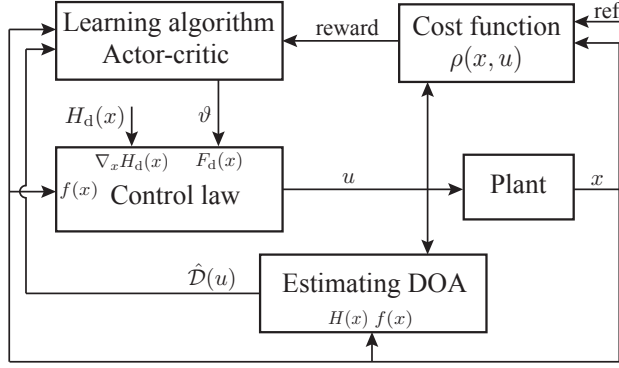 Learning algorithm
Actor-critic
reward
Cost function
ρ(x, u)
ref
H_d(x)
ϑ
∇_x H_d(x)
F_d(x)
f(x)
Control law
u
Plant
x
D̂(u)
Estimating DOA
H(x) f(x)